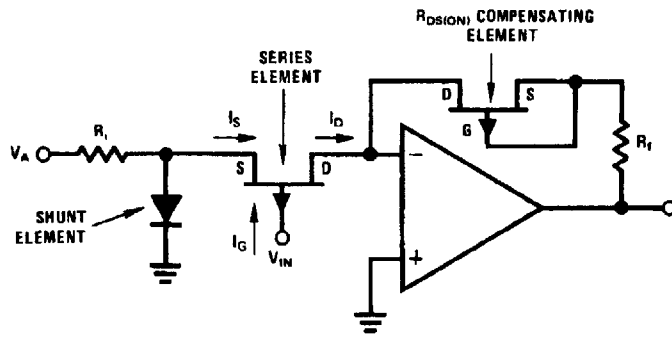 RDS(ON) COMPENSATING
ELEMENT
SERIES
ELEMENT
D
S
G
IS
ID
RI
VA
S
D
Rf
−
SHUNT
ELEMENT
IG
VIN
+